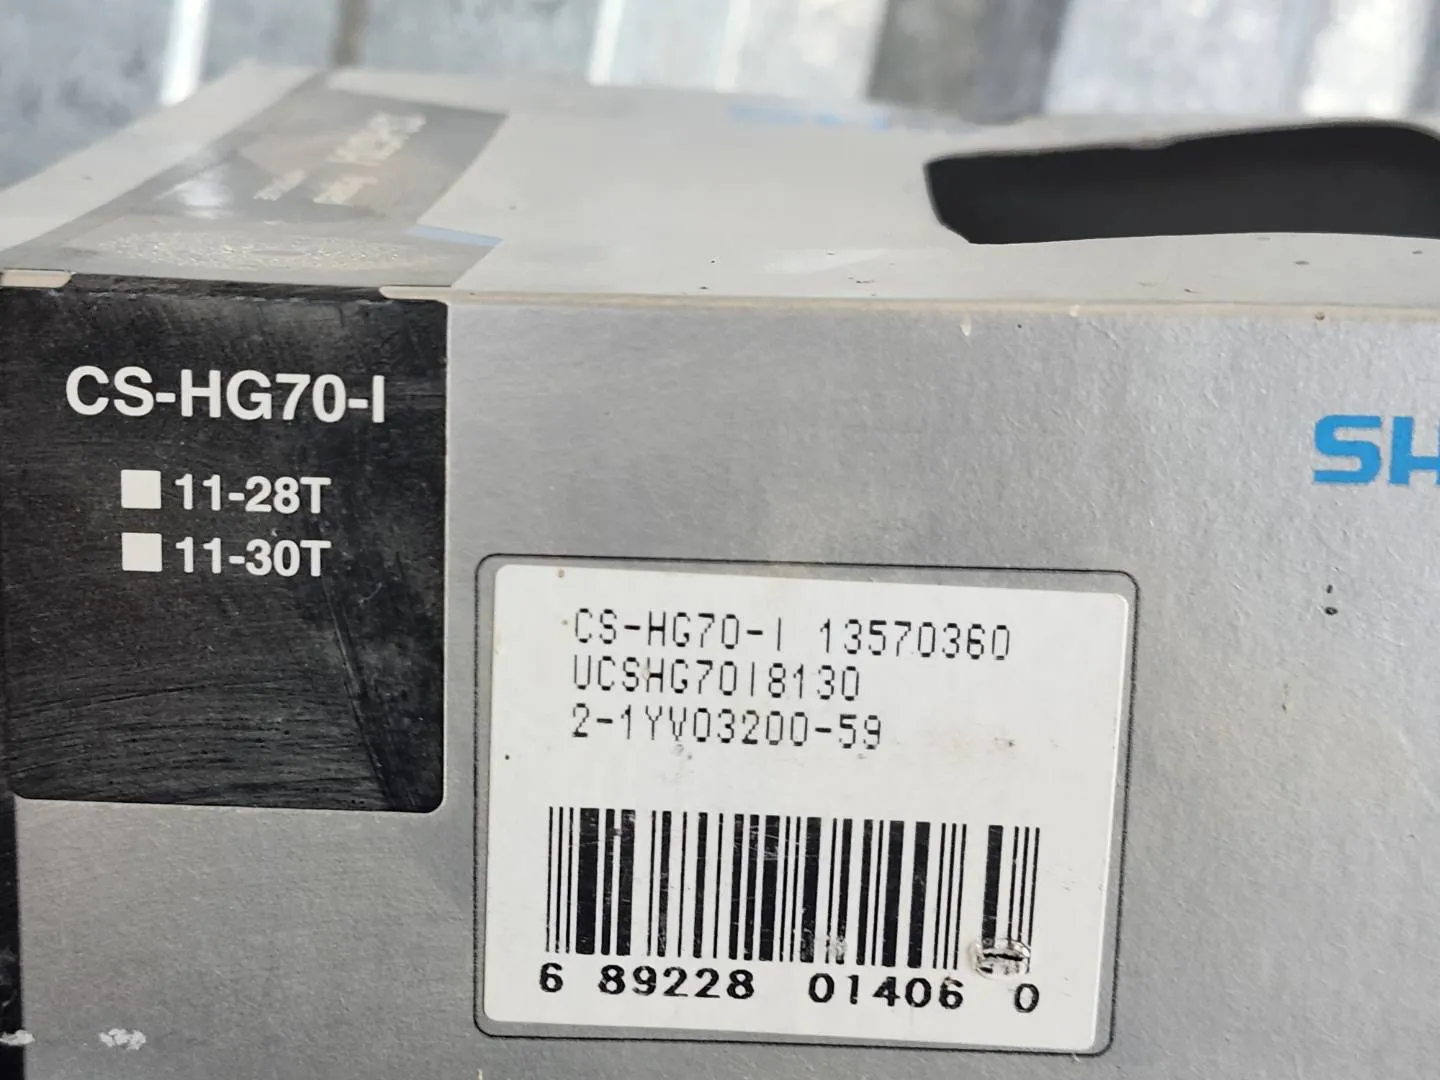 CS-HG70-I
11-28T
11-30T
SH
CS-HG70-I 13570360
UCSHG70I8130
2-1YV03200-59
6 89228 01406 0